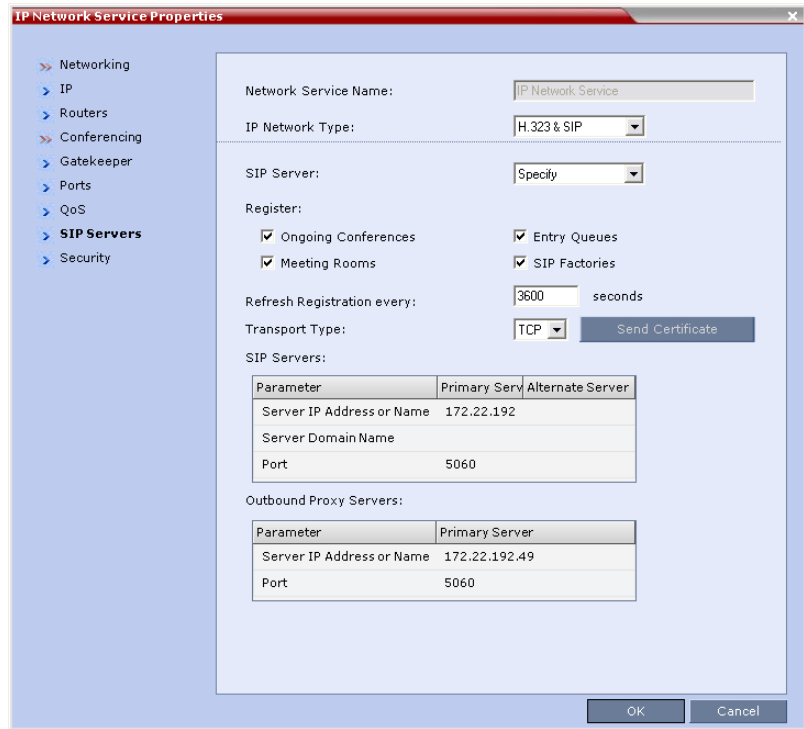 IP Network Service Properties
Networking
IP
Routers
Conferencing
Gatekeeper
Ports
QoS
SIP Servers
Security
Network Service Name: IP Network Service
IP Network Type: H.323 & SIP
SIP Server: Specify
Register:
Ongoing Conferences Entry Queues
Meeting Rooms SIP Factories
Refresh Registration every: 3600 seconds
Transport Type: TCP Send Certificate
SIP Servers:
Parameter Primary Serv Alternate Server
Server IP Address or Name 172.22.192
Server Domain Name
Port 5060
Outbound Proxy Servers:
Parameter Primary Server
Server IP Address or Name 172.22.192.49
Port 5060
OK Cancel